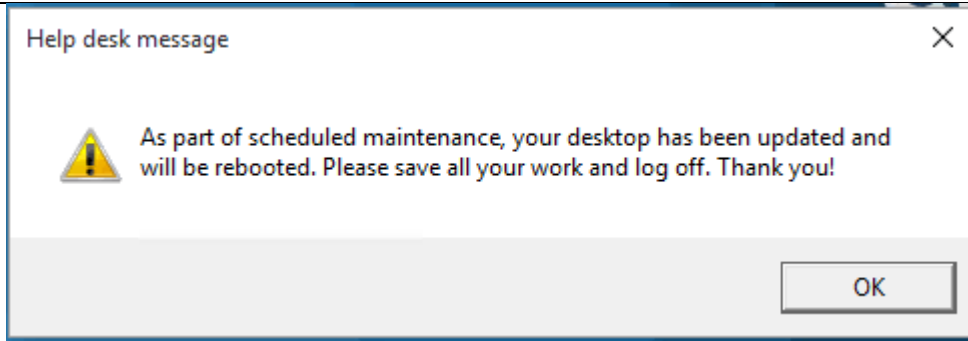 Help desk message
As part of scheduled maintenance, your desktop has been updated and
will be rebooted. Please save all your work and log off. Thank you!
OK